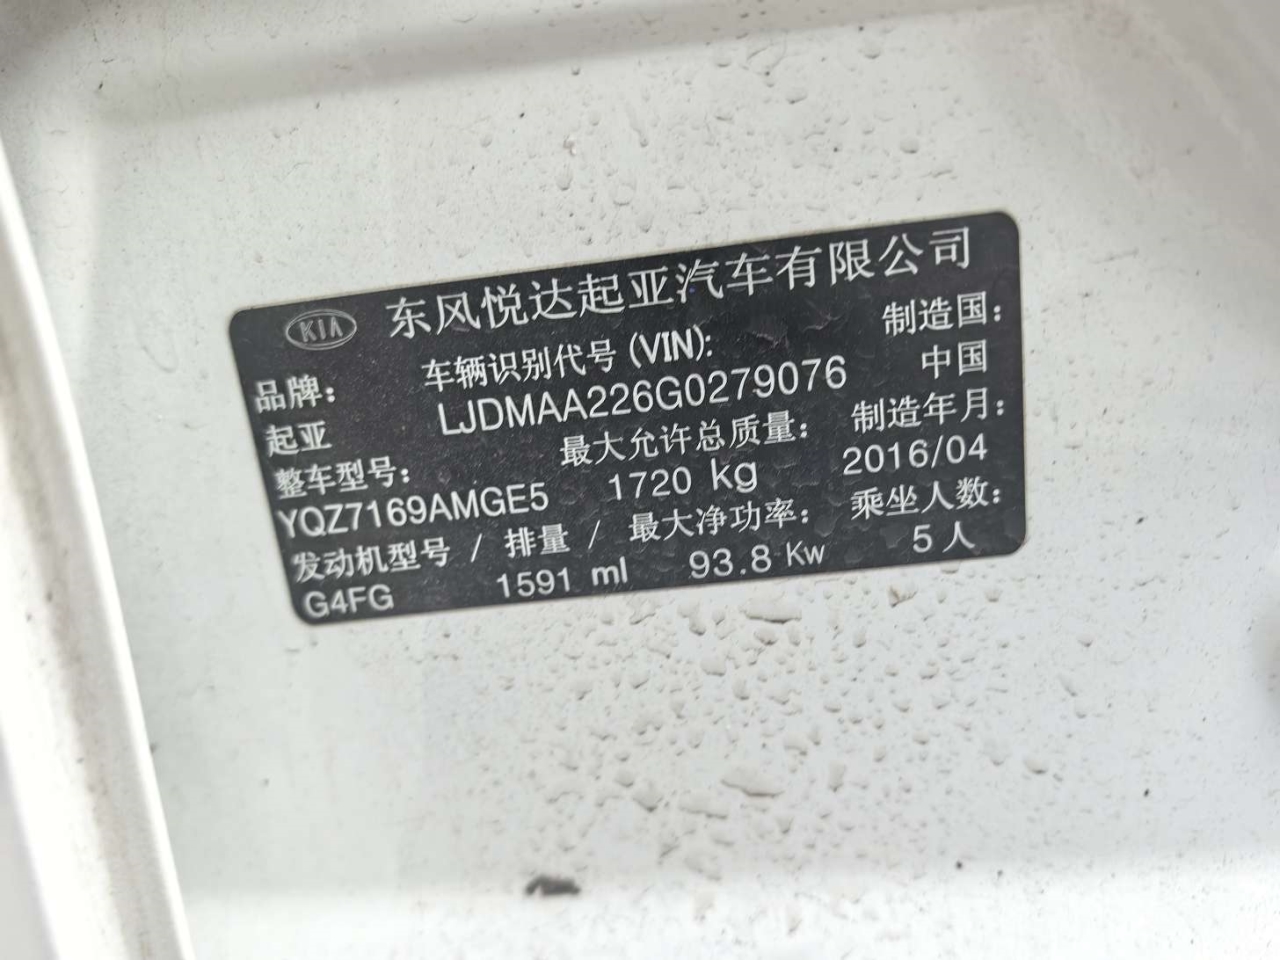 KIA 东风悦达起亚汽车有限公司
品牌: 车辆识别代号 (VIN): 制造国:
起亚 LJDMAA226G0279076 中国
整车型号: 最大允许总质量: 制造年月:
YQZ7169AMGE5 1720 kg 2016/04
发动机型号 / 排量 / 最大净功率: 乘坐人数:
G4FG 1591 ml 93.8 Kw 5人